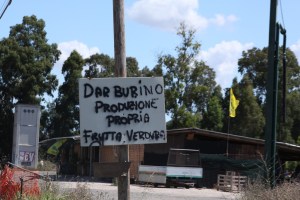 DAR BUBINO
PRODUZIONE
PROPRIA
FRUTTA. VERDURA